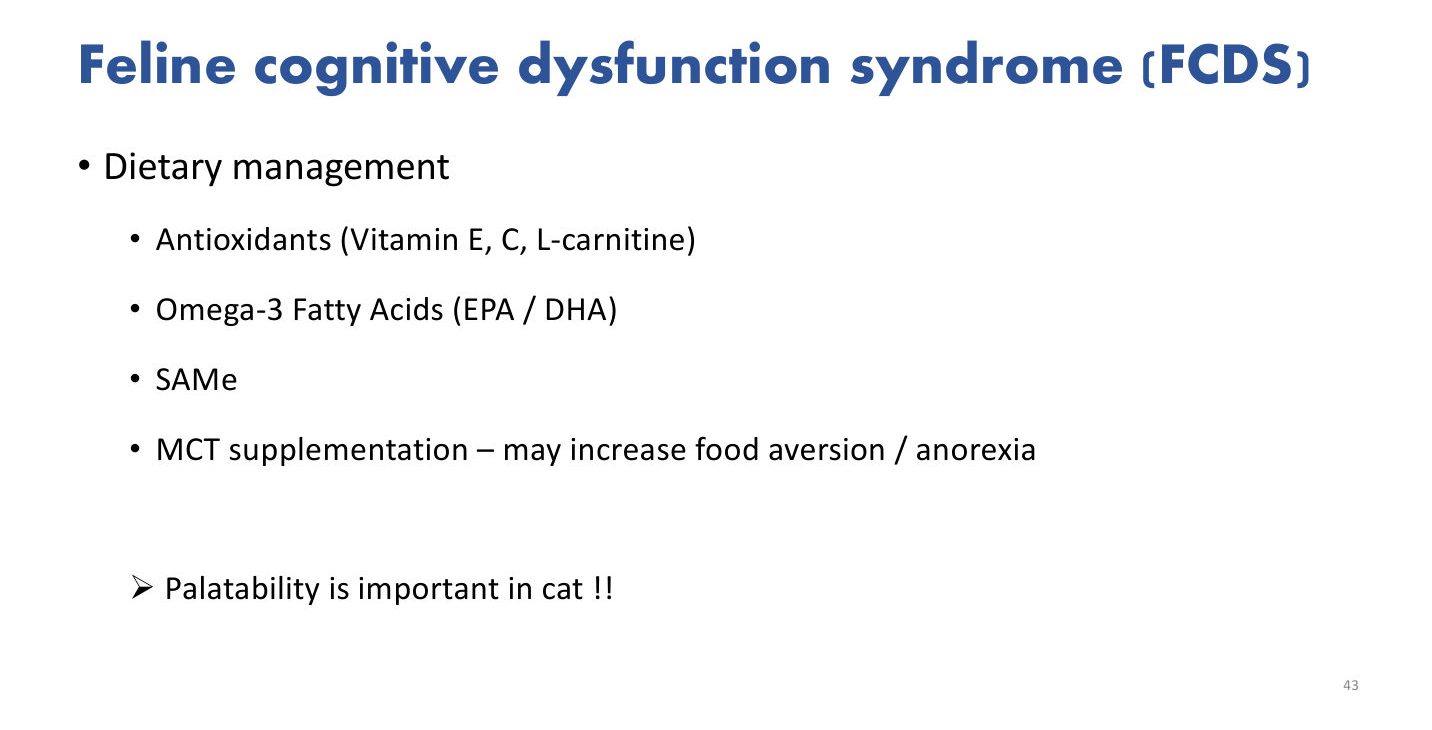 Feline cognitive dysfunction syndrome (FCDS)
• Dietary management
• Antioxidants (Vitamin E, C, L-carnitine)
• Omega-3 Fatty Acids (EPA / DHA)
• SAMe
• MCT supplementation – may increase food aversion / anorexia
➢ Palatability is important in cat !!
43